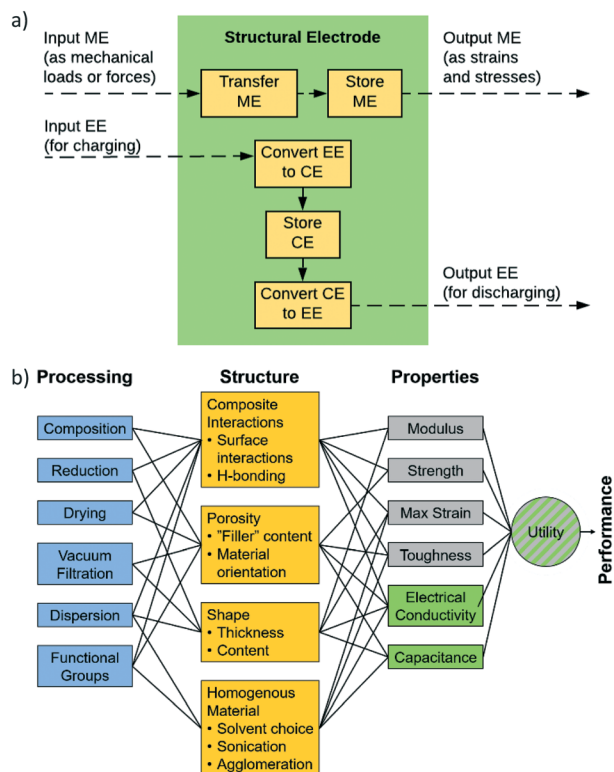 a)
Input ME
(as mechanical
loads or forces)
Structural Electrode
Output ME
(as strains
and stresses)
Transfer
ME
Store
ME
Input EE
(for charging)
Convert EE
to CE
Store
CE
Convert CE
to EE
Output EE
(for discharging)
b)
Processing
Structure
Properties
Composition
Reduction
Drying
Vacuum
Filtration
Dispersion
Functional
Groups
Composite
Interactions
• Surface
interactions
• H-bonding
Porosity
• "Filler" content
• Material
orientation
Shape
• Thickness
• Content
Homogenous
Material
• Solvent choice
• Sonication
• Agglomeration
Modulus
Strength
Max Strain
Toughness
Electrical
Conductivity
Capacitance
Utility
Performance